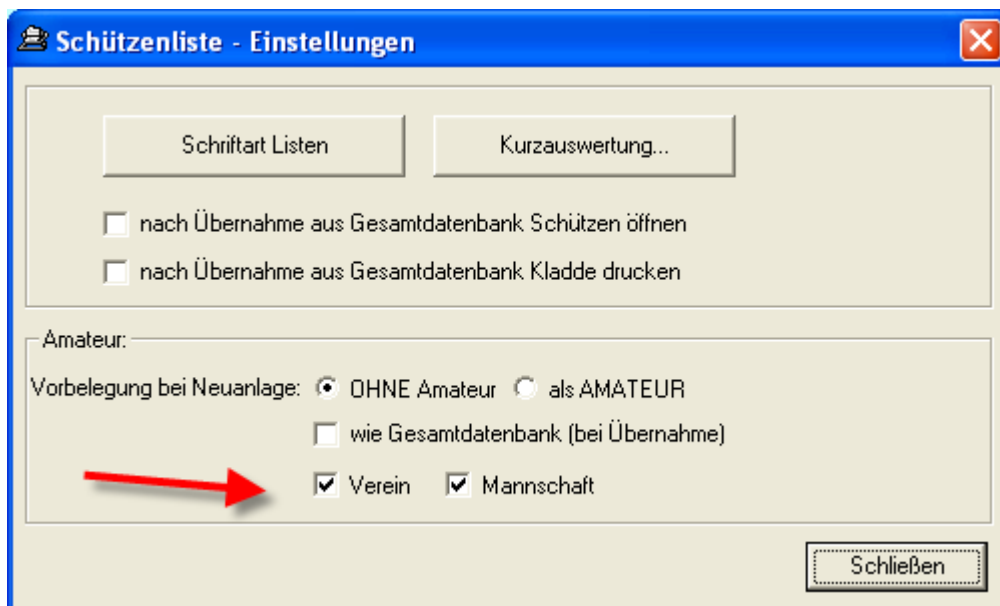 Schützenliste - Einstellungen
Schriftart Listen
Kurzauswertung...
nach Übernahme aus Gesamtdatenbank Schützen öffnen
nach Übernahme aus Gesamtdatenbank Kladde drucken
Amateur:
Vorbelegung bei Neuanlage: OHNE Amateur als AMATEUR
wie Gesamtdatenbank (bei Übernahme)
Verein Mannschaft
Schließen